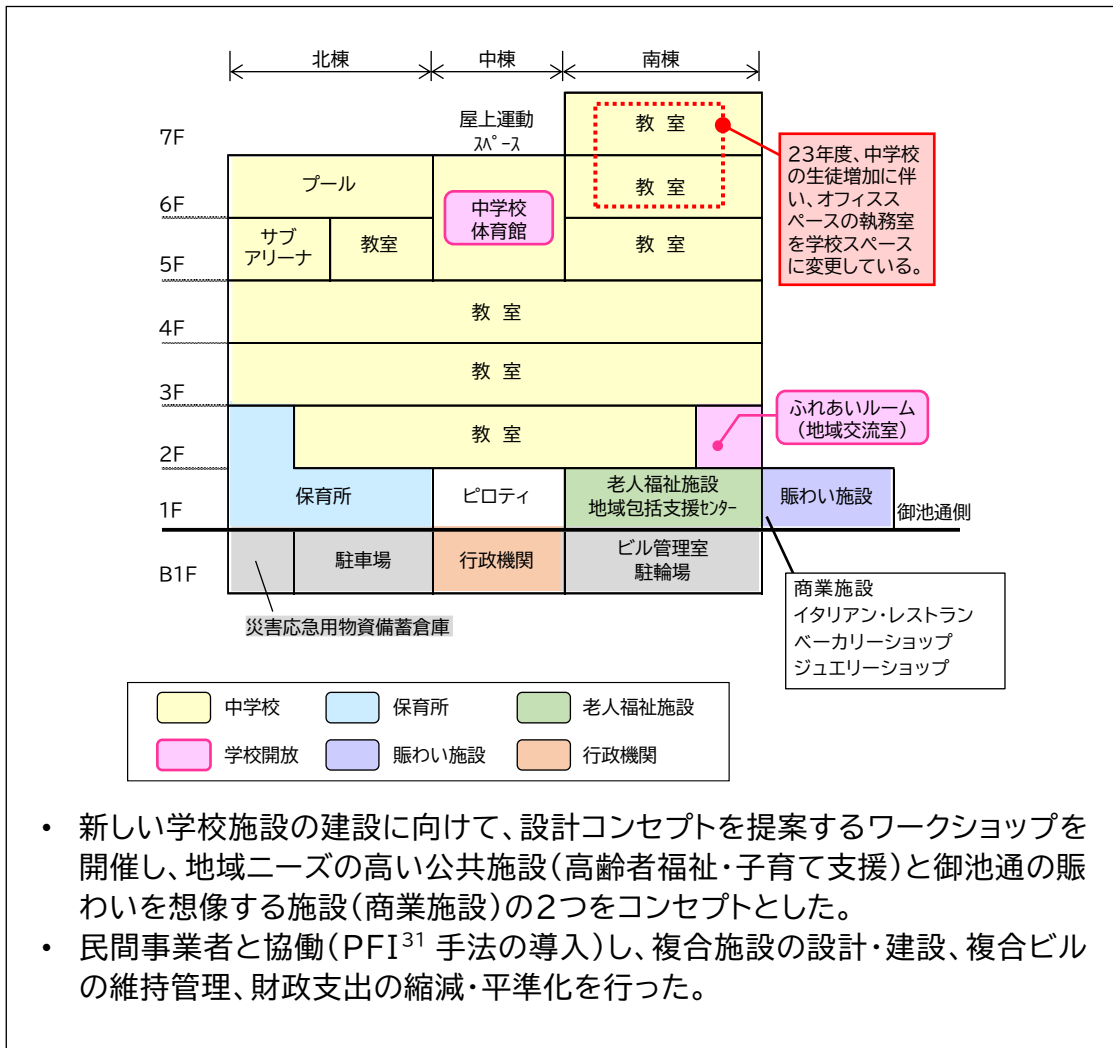 北棟 中棟 南棟
7F
屋上運動
スペース
教 室
23年度、中学校
の生徒増加に伴
い、オフィスス
ペースの執務室
を学校スペース
に変更している。
6F
プール
中学校
体育館
教 室
5F
サブ
アリーナ
教室
教 室
4F
教 室
3F
教 室
2F
教 室
ふれあいルーム
（地域交流室）
1F
保育所
ピロティ
老人福祉施設
地域包括支援センター
賑わい施設
御池通側
B1F
駐車場
行政機関
ビル管理室
駐輪場
災害応急用物資備蓄倉庫
商業施設
イタリアン・レストラン
ベーカリーショップ
ジュエリーショップ
中学校 保育所 老人福祉施設
学校開放 賑わい施設 行政機関
• 新しい学校施設の建設に向けて、設計コンセプトを提案するワークショップを
開催し、地域ニーズの高い公共施設（高齢者福祉・子育て支援）と御池通の賑
わいを想像する施設（商業施設）の2つをコンセプトとした。
• 民間事業者と協働（PFI31 手法の導入）し、複合施設の設計・建設、複合ビル
の維持管理、財政支出の縮減・平準化を行った。